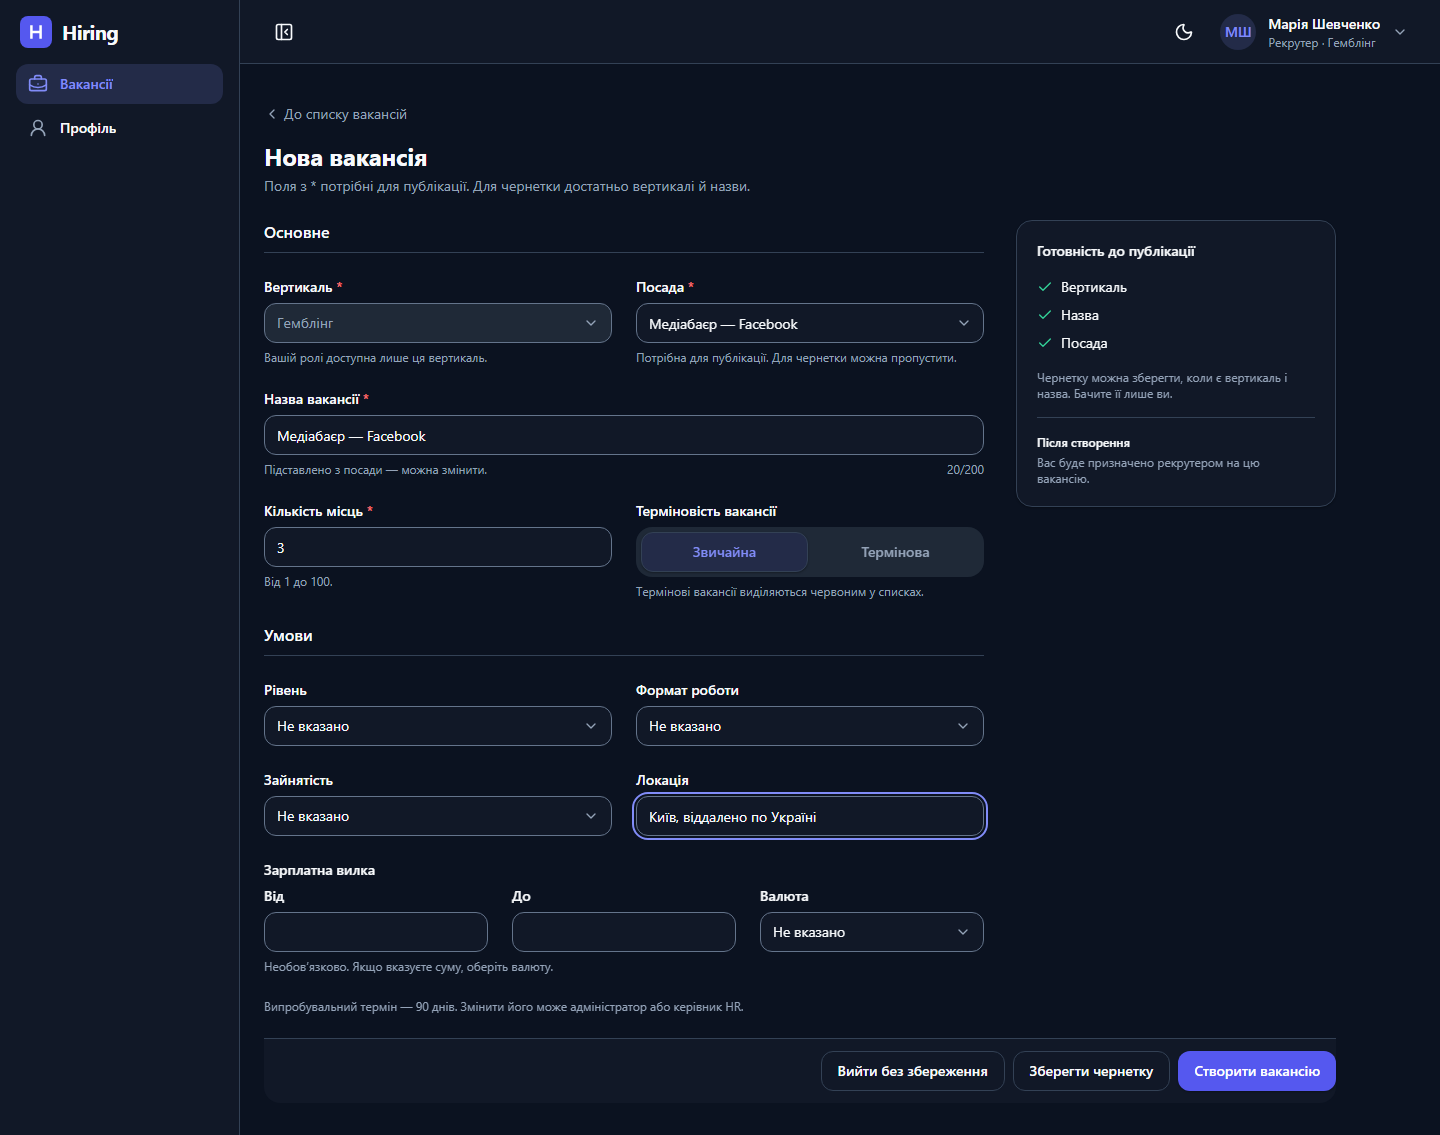 H Hiring
Вакансії
Профіль
МШ
Марія Шевченко
Рекрутер · Гемблінг
До списку вакансій
Нова вакансія
Поля з * потрібні для публікації. Для чернетки достатньо вертикалі й назви.
Основне
Вертикаль *
Гемблінг
Вашій ролі доступна лише ця вертикаль.
Посада *
Медіабаєр — Facebook
Потрібна для публікації. Для чернетки можна пропустити.
Назва вакансії *
Медіабаєр — Facebook
Підставлено з посади — можна змінити.
20/200
Кількість місць *
3
Від 1 до 100.
Терміновість вакансії
Звичайна
Термінова
Термінові вакансії виділяються червоним у списках.
Умови
Рівень
Не вказано
Формат роботи
Не вказано
Зайнятість
Не вказано
Локація
Київ, віддалено по Україні
Зарплатна вилка
Від
До
Валюта
Не вказано
Необов'язково. Якщо вказуєте суму, оберіть валюту.
Випробувальний термін — 90 днів. Змінити його може адміністратор або керівник HR.
Вийти без збереження
Зберегти чернетку
Створити вакансію
Готовність до публікації
Вертикаль
Назва
Посада
Чернетку можна зберегти, коли є вертикаль і
назва. Бачите її лише ви.
Після створення
Вас буде призначено рекрутером на цю
вакансію.